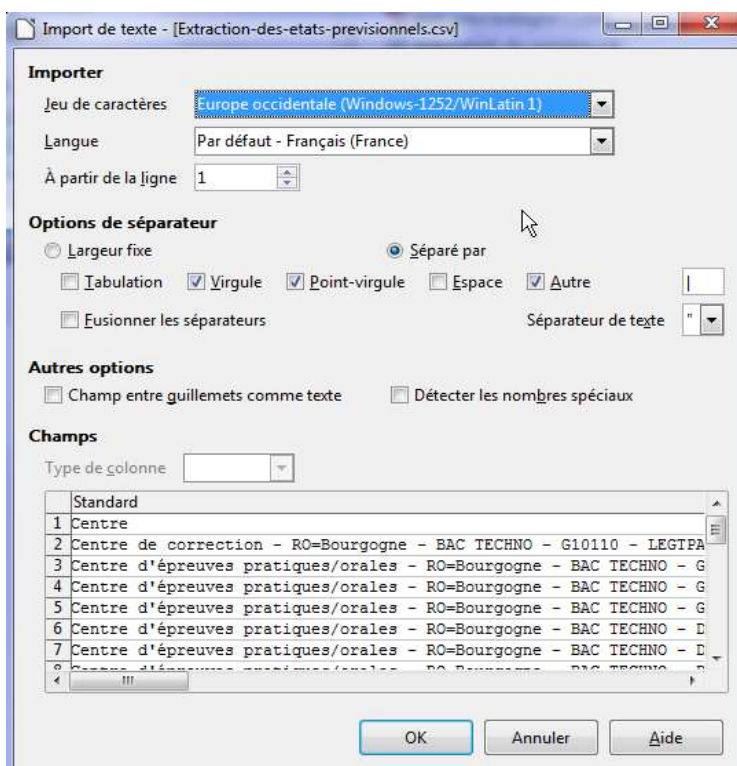 Import de texte - [Extraction-des-etats-previsionnels.csv]
Importer
Jeu de caractères Europe occidentale (Windows-1252/WinLatin 1)
Langue Par défaut - Français (France)
À partir de la ligne 1
Options de séparateur
Largeur fixe Séparé par
Tabulation Virgule Point-virgule Espace Autre |
Fusionner les séparateurs Séparateur de texte "
Autres options
Champ entre guillemets comme texte Détecter les nombres spéciaux
Champs
Type de colonne
Standard
1 Centre
2 Centre de correction - RO=Bourgogne - BAC TECHNO - G10110 - LEGTPA
3 Centre d'épreuves pratiques/orales - RO=Bourgogne - BAC TECHNO - G
4 Centre d'épreuves pratiques/orales - RO=Bourgogne - BAC TECHNO - G
5 Centre d'épreuves pratiques/orales - RO=Bourgogne - BAC TECHNO - G
6 Centre d'épreuves pratiques/orales - RO=Bourgogne - BAC TECHNO - D
7 Centre d'épreuves pratiques/orales - RO=Bourgogne - BAC TECHNO - D
OK Annuler Aide